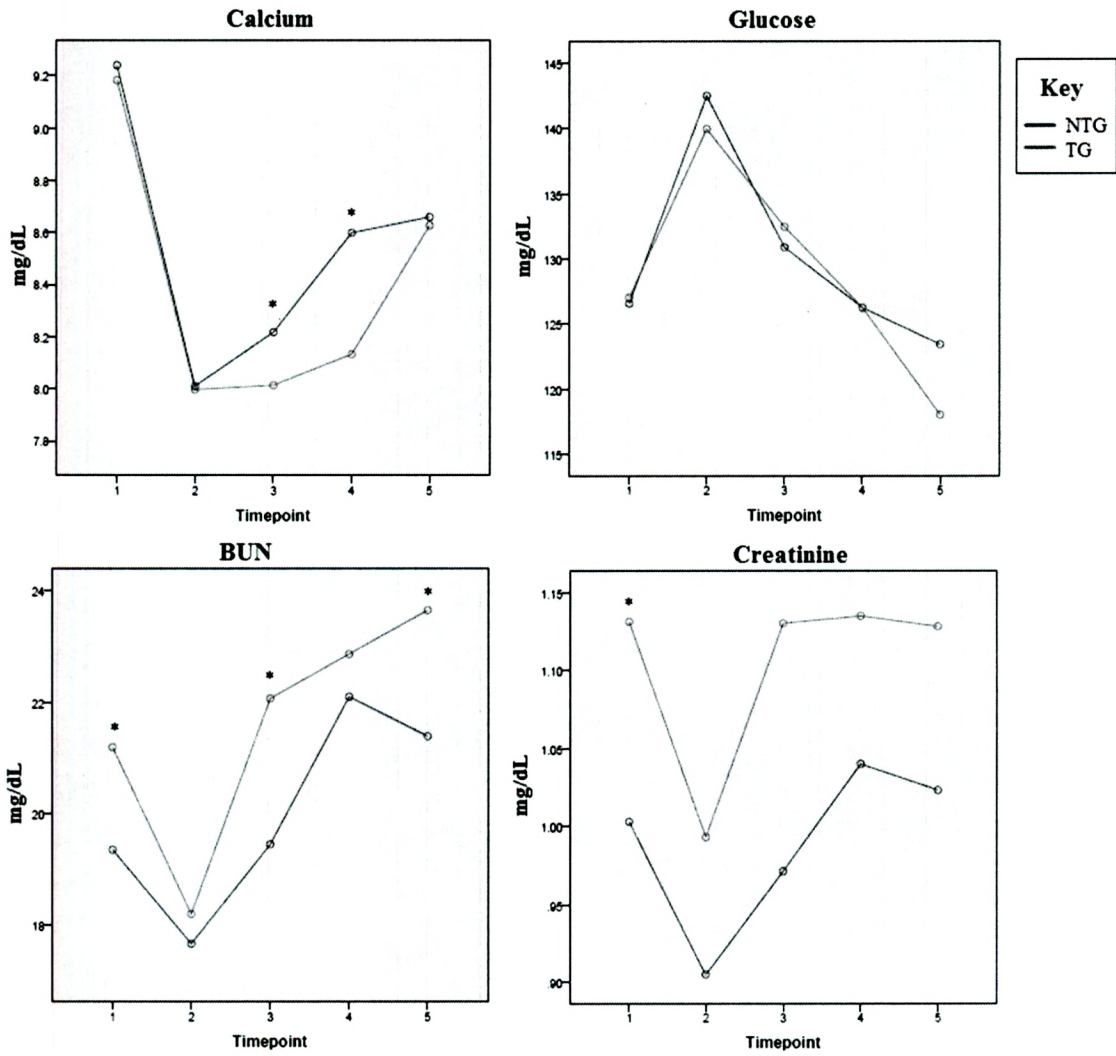 Calcium
mg/dL
9.2
9.0
8.8
8.6
8.4
8.2
8.0
7.8
*
*
1 2 3 4 5
Timepoint
Glucose
mg/dL
145
140
135
130
125
120
115
1 2 3 4 5
Timepoint
Key
NTG
TG
BUN
mg/dL
24
22
20
18
*
*
*
1 2 3 4 5
Timepoint
Creatinine
mg/dL
1.15
1.10
1.05
1.00
.95
.90
*
1 2 3 4 5
Timepoint